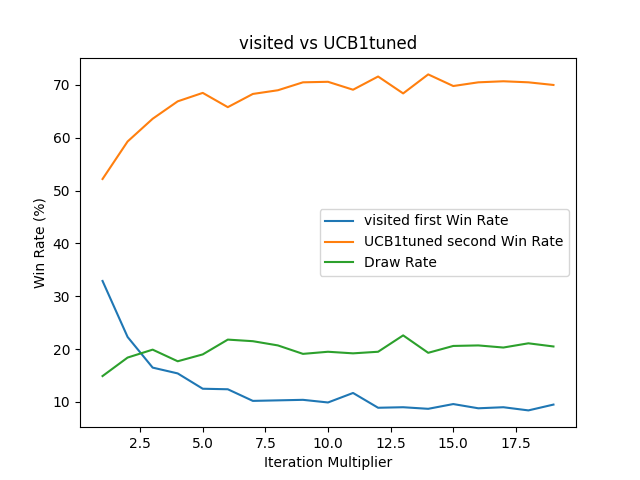 visited vs UCB1tuned
Win Rate (%)
70
60
50
40
30
20
10
visited first Win Rate
UCB1tuned second Win Rate
Draw Rate
2.5 5.0 7.5 10.0 12.5 15.0 17.5
Iteration Multiplier